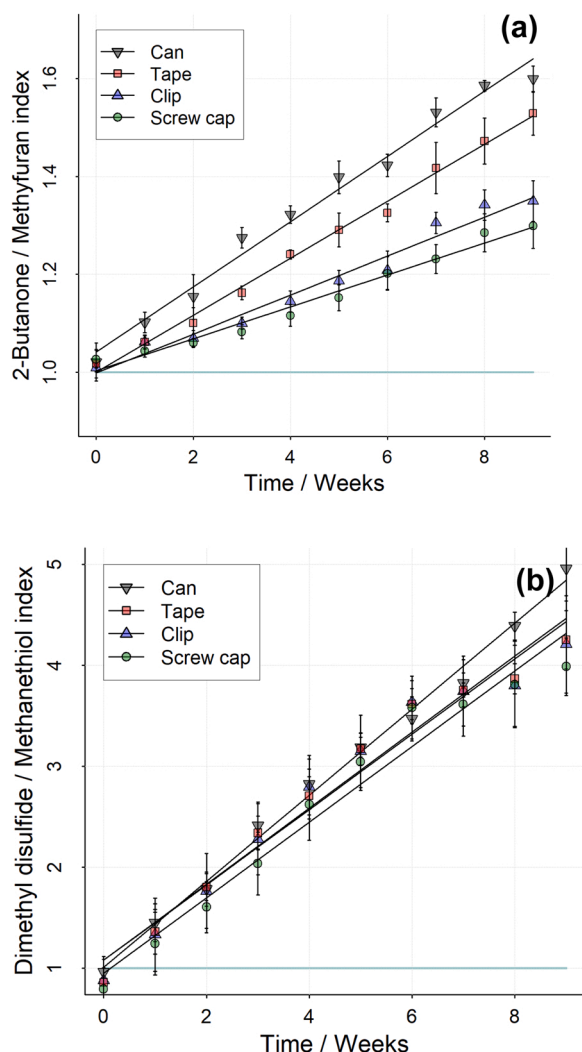 (a)
Can
Tape
Clip
Screw cap
2-Butanone / Methyfuran index
1.6
1.4
1.2
1.0
0 2 4 6 8
Time / Weeks
(b)
Can
Tape
Clip
Screw cap
Dimethyl disulfide / Methanethiol index
5
4
3
2
1
0 2 4 6 8
Time / Weeks